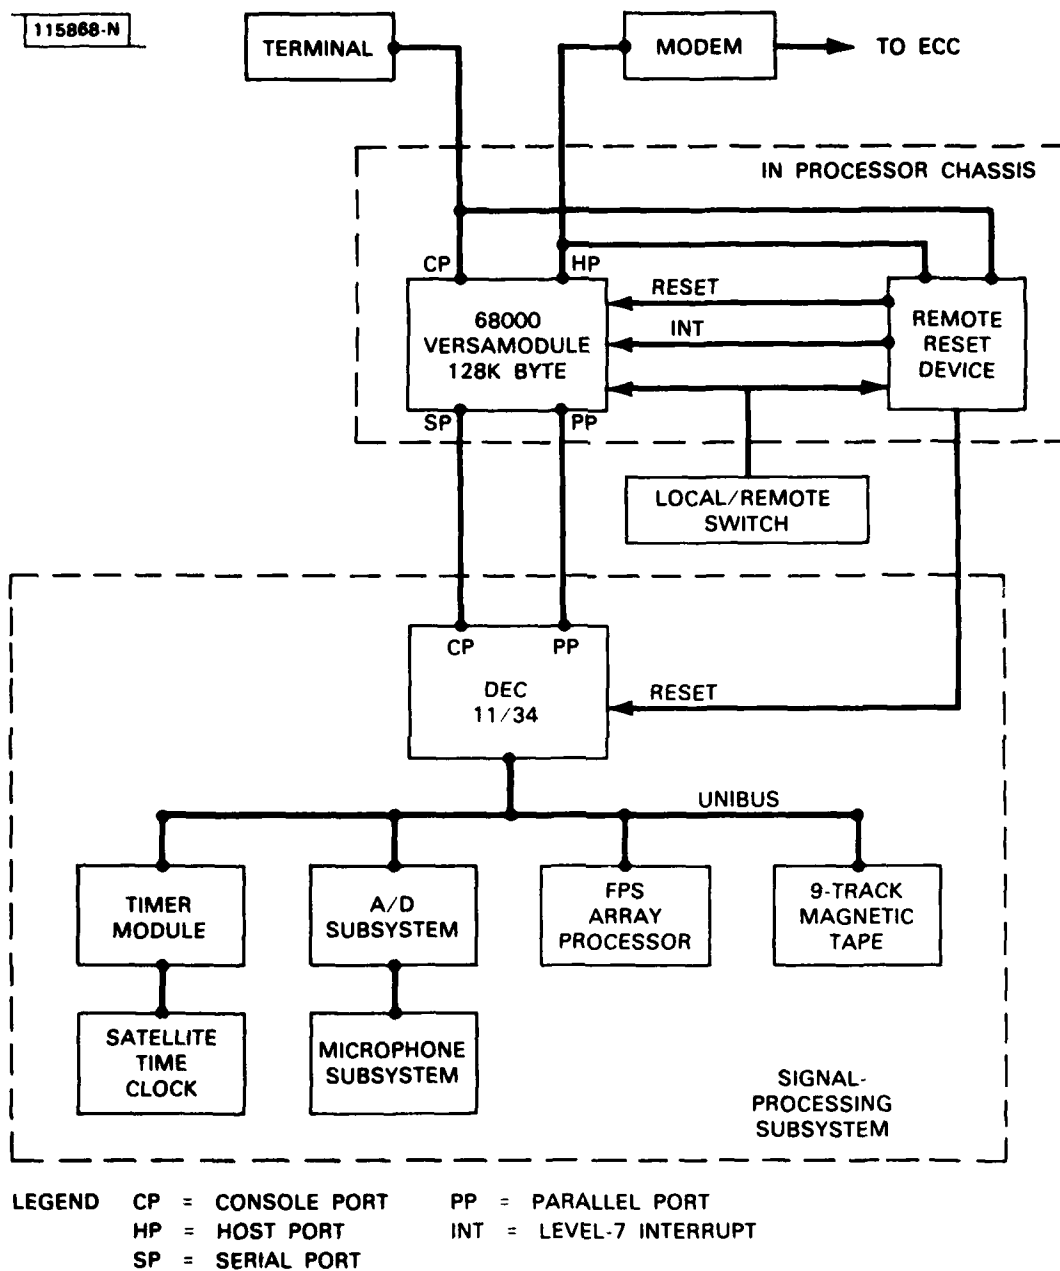 115868-N
TERMINAL
MODEM
TO ECC
IN PROCESSOR CHASSIS
CP
HP
68000
VERSAMODULE
128K BYTE
RESET
INT
REMOTE
RESET
DEVICE
SP
PP
LOCAL/REMOTE
SWITCH
CP
PP
DEC
11/34
RESET
UNIBUS
TIMER
MODULE
A/D
SUBSYSTEM
FPS
ARRAY
PROCESSOR
9-TRACK
MAGNETIC
TAPE
SATELLITE
TIME
CLOCK
MICROPHONE
SUBSYSTEM
SIGNAL-
PROCESSING
SUBSYSTEM
LEGEND CP = CONSOLE PORT PP = PARALLEL PORT
HP = HOST PORT INT = LEVEL-7 INTERRUPT
SP = SERIAL PORT